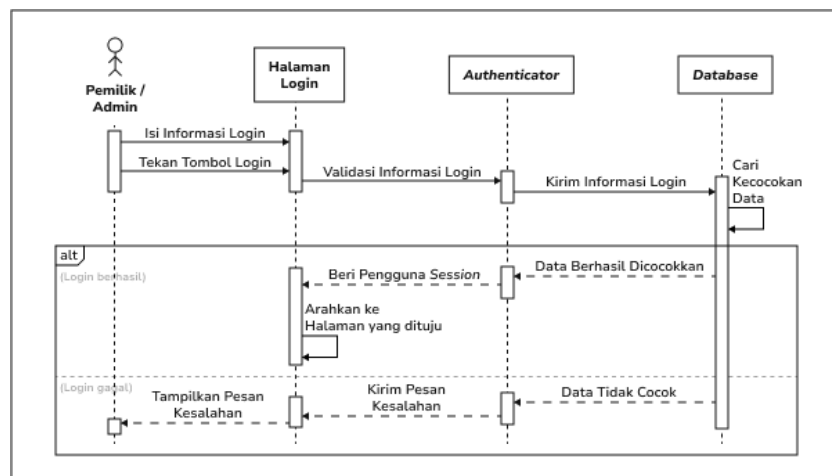 Pemilik /
Admin
Halaman
Login
Authenticator
Database
Isi Informasi Login
Tekan Tombol Login
Validasi Informasi Login
Kirim Informasi Login
Cari
Kecocokan
Data
alt
(Login berhasil)
Data Berhasil Dicocokkan
Beri Pengguna Session
Arahkan ke
Halaman yang dituju
(Login gagal)
Data Tidak Cocok
Kirim Pesan
Kesalahan
Tampilkan Pesan
Kesalahan